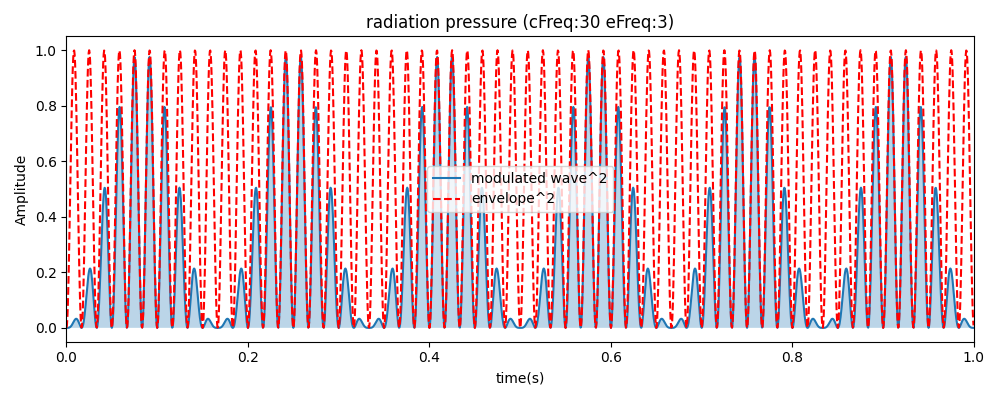 radiation pressure (cFreq:30 eFreq:3)
1.0
0.8
0.6
0.4
0.2
0.0
Amplitude
modulated wave^2
envelope^2
0.0 0.2 0.4 0.6 0.8 1.0
time(s)